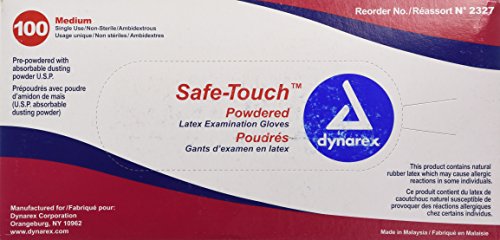 100 Medium
Single Use/Non-Sterile/Ambidextrous
Usage unique/Non stériles/Ambidextres
Reorder No./Réassort N° 2327
Pre-powdered with
absorbable dusting
powder U.S.P.
Prépoudrés avec poudre
d'amidon de maïs
(U.S.P. absorbable
dusting powder)
Safe-Touch™
Powdered
Latex Examination Gloves
Poudrés
Gants d'examen en latex
dynarex
This product contains natural
rubber latex which may cause allergic
reactions in some individuals.
Ce produit contient du latex de
caoutchouc naturel susceptible de
provoquer des réactions allergiques
chez certains individus.
Manufactured for/Fabriqué pour:
Dynarex Corporation
Orangeburg, NY 10962
www.dynarex.com
Made in Malaysia / Fabriqué en Malaisie